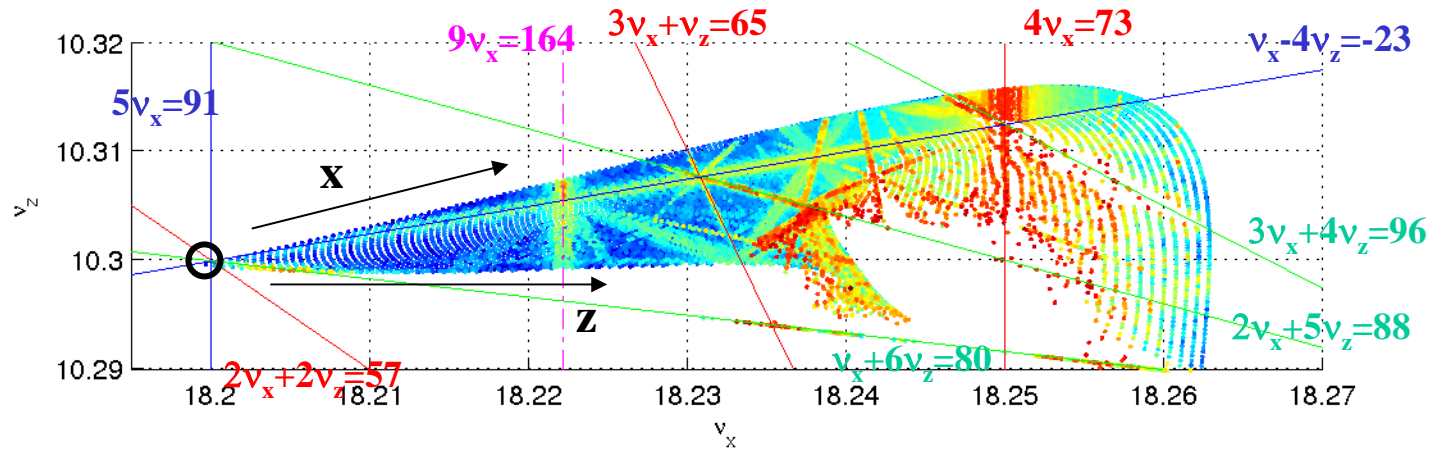 3νx+νz=65
4νx=73
9νx=164
νx-4νz=-23
10.32
5νx=91
10.31
x
νz
10.3
3νx+4νz=96
z
2νx+5νz=88
νx+6νz=80
10.29
2νx+2νz=57
18.2 18.21 18.22 18.23 18.24 18.25 18.26 18.27
νx